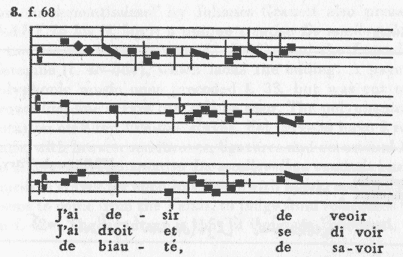 8. f. 68
J'ai de - sir de veoir
J'ai droit et se di voir
de biau - té, de sa-voir